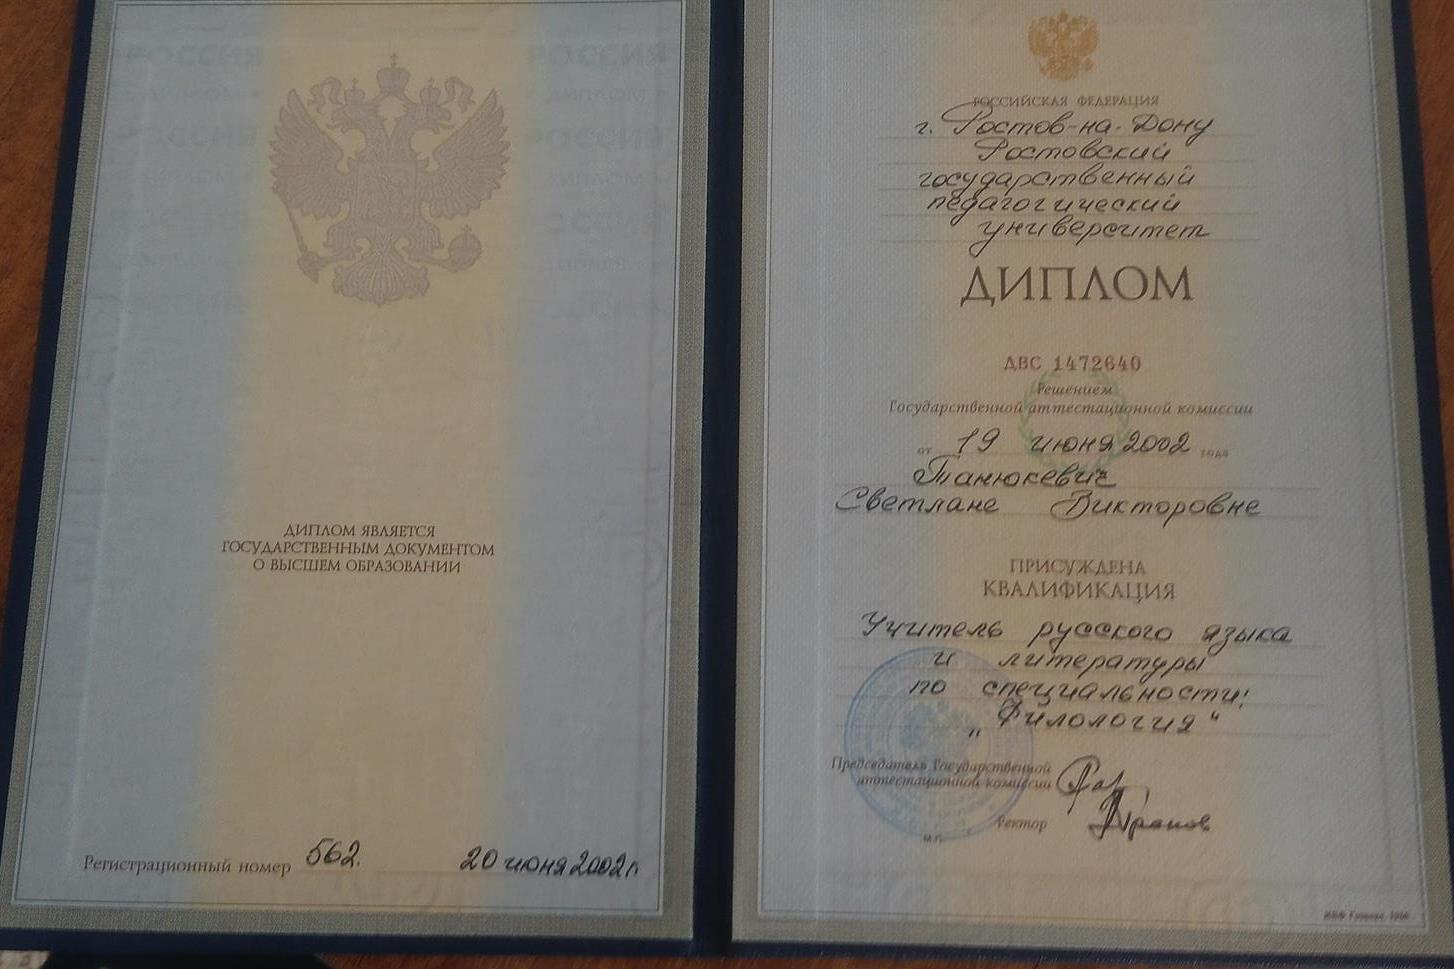 ДИПЛОМ ЯВЛЯЕТСЯ
ГОСУДАРСТВЕННЫМ ДОКУМЕНТОМ
О ВЫСШЕМ ОБРАЗОВАНИИ
Регистрационный номер 562. 20 июня 2002 г.
РОССИЙСКАЯ ФЕДЕРАЦИЯ
г. Ростов-на-Дону
Ростовский
государственный
педагогический
университет
ДИПЛОМ
ДВС 1472640
Решением
Государственной аттестационной комиссии
от 19 июня 2002 года
Танюкевич
Светлане Викторовне
ПРИСУЖДЕНА
КВАЛИФИКАЦИЯ
Учитель русского языка
и литературы
по специальности:
„Филология"
Председатель Государственной
аттестационной комиссии
Ректор
М.П.